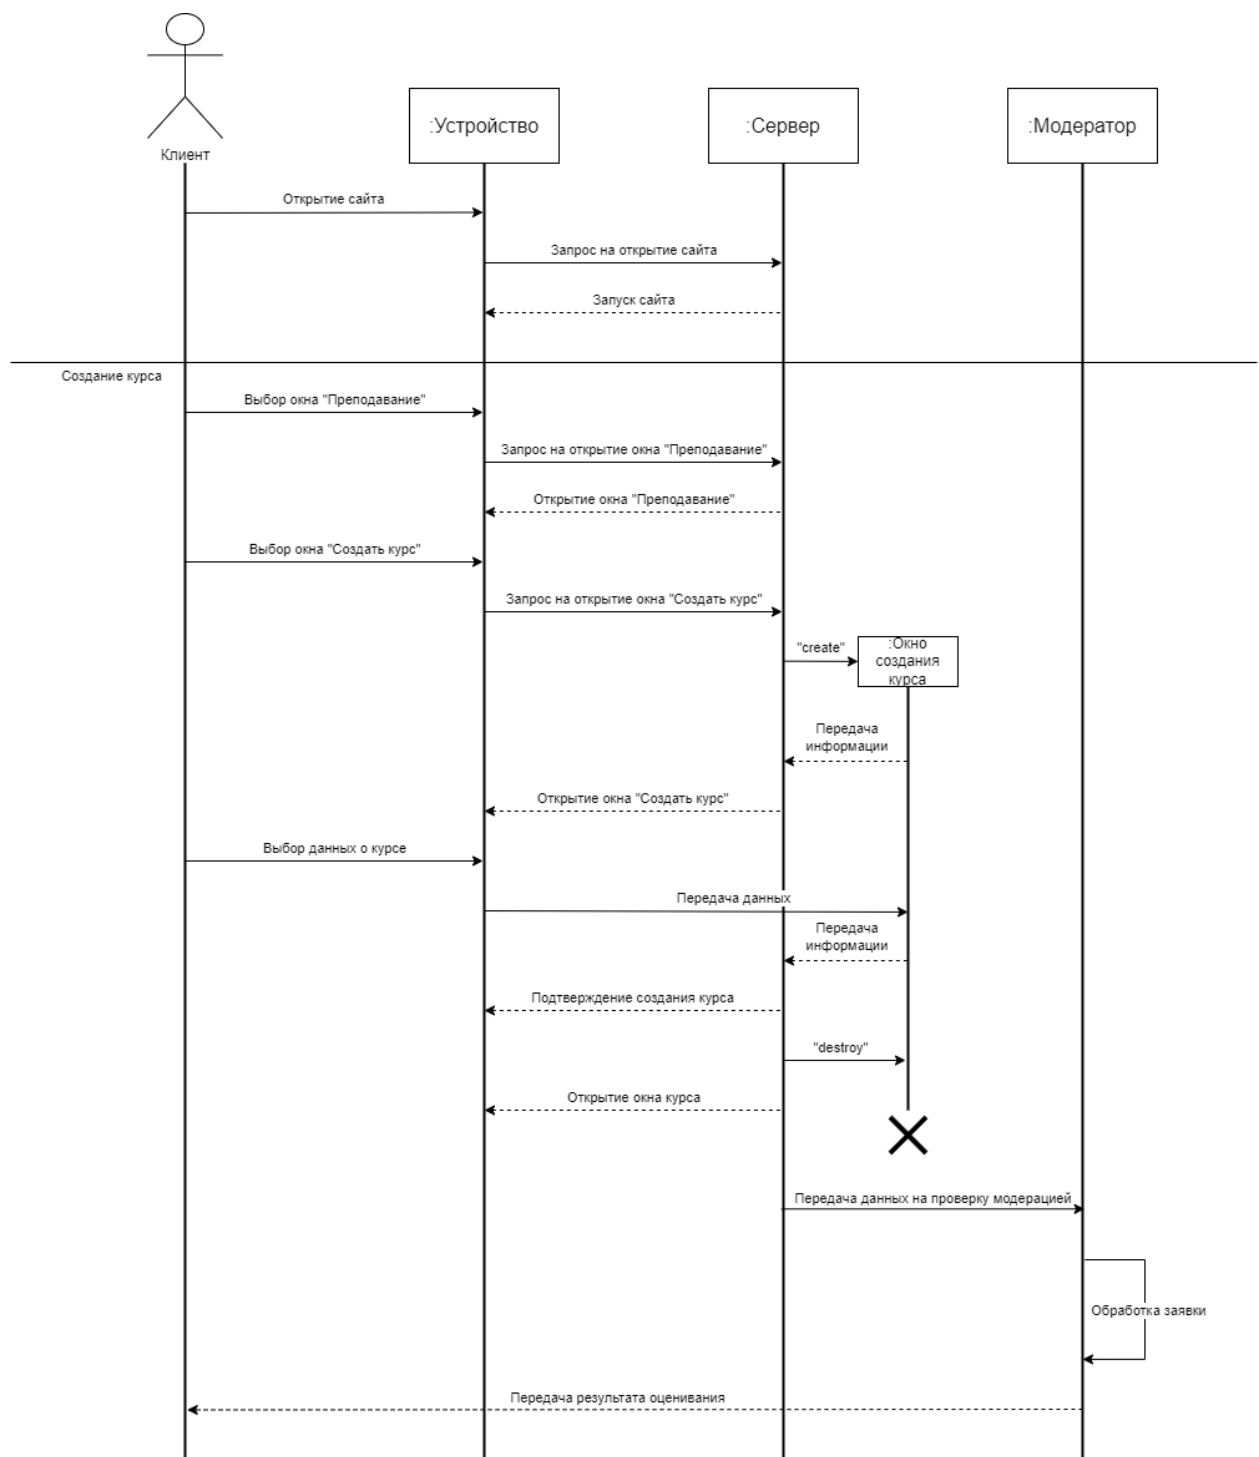 Клиент
:Устройство
:Сервер
:Модератор
Открытие сайта
Запрос на открытие сайта
Запуск сайта
Создание курса
Выбор окна "Преподавание"
Запрос на открытие окна "Преподавание"
Открытие окна "Преподавание"
Выбор окна "Создать курс"
Запрос на открытие окна "Создать курс"
"create"
:Окно
создания
курса
Передача
информации
Открытие окна "Создать курс"
Выбор данных о курсе
Передача данных
Передача
информации
Подтверждение создания курса
"destroy"
Открытие окна курса
Передача данных на проверку модерацией
Обработка заявки
Передача результата оценивания